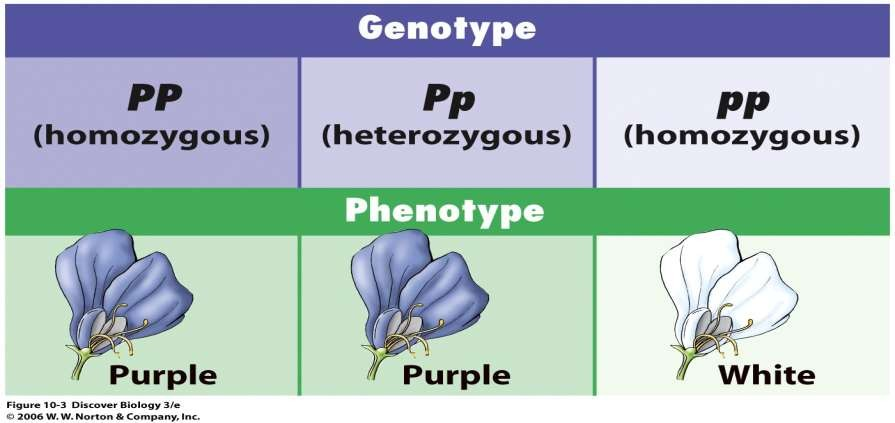 Genotype
PP Pp pp
(homozygous) (heterozygous) (homozygous)
Phenotype
Purple Purple White
Figure 10-3 Discover Biology 3/e
© 2006 W. W. Norton & Company, Inc.